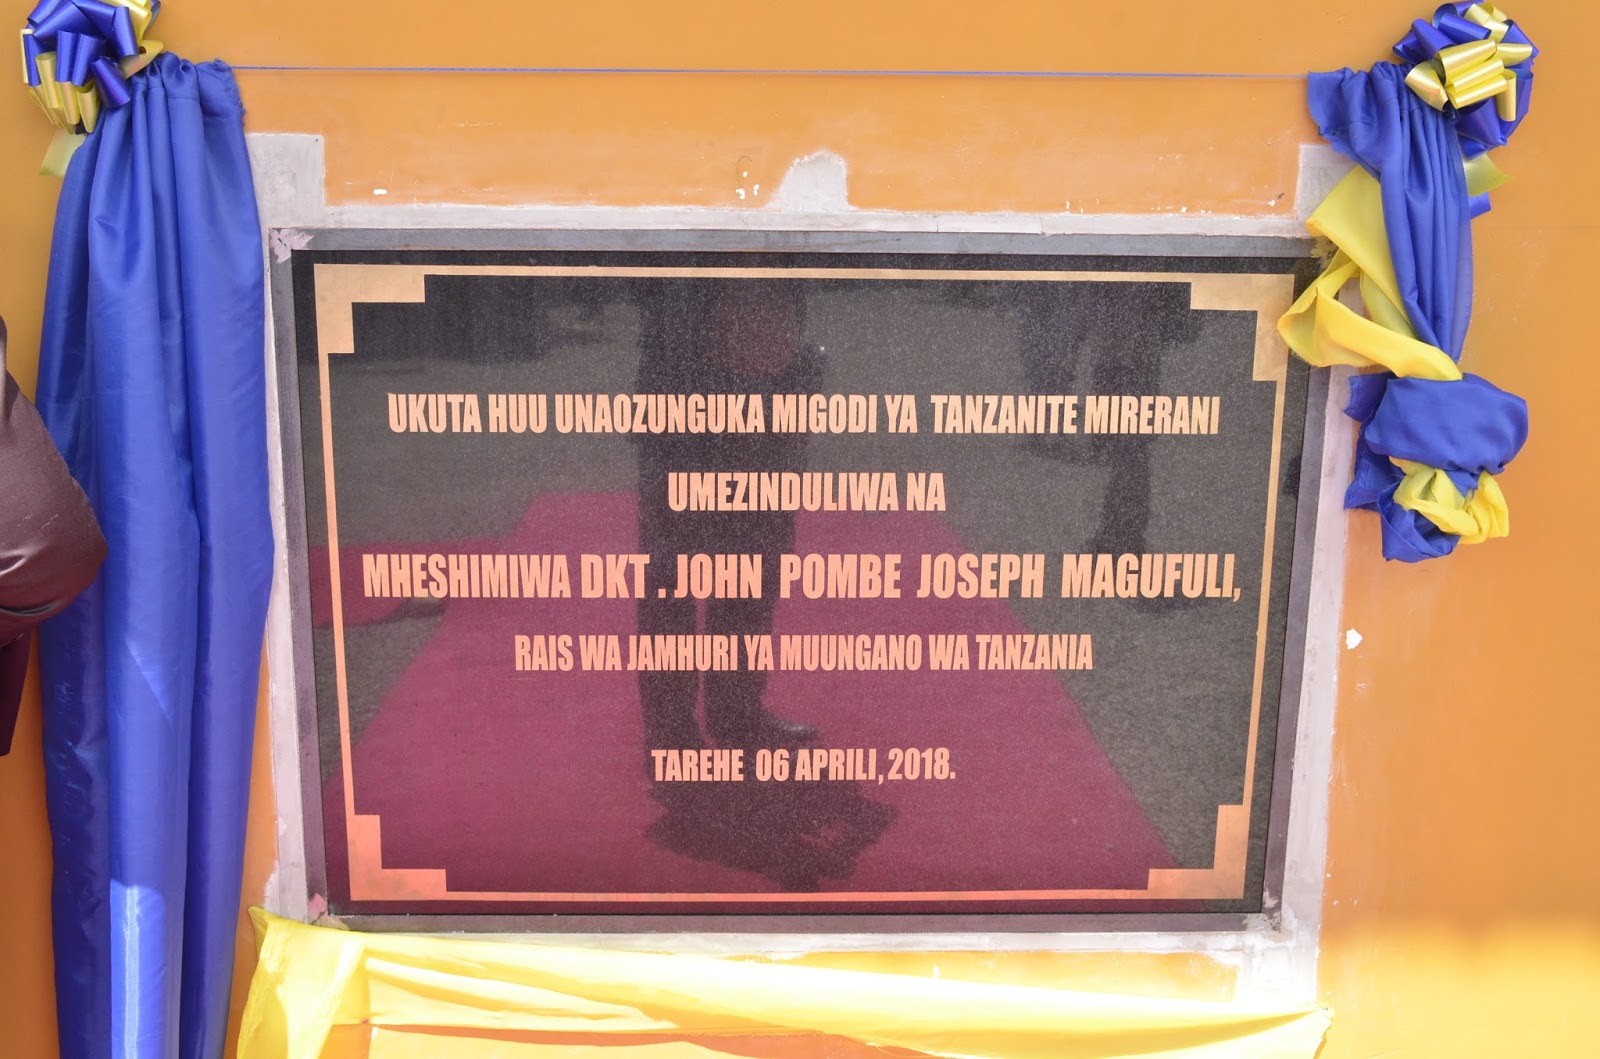 UKUTA HUU UNAOZUNGUKA MIGODI YA TANZANITE MIRERANI
UMEZINDULIWA NA
MHESHIMIWA DKT . JOHN POMBE JOSEPH MAGUFULI,
RAIS WA JAMHURI YA MUUNGANO WA TANZANIA
TAREHE 06 APRILI, 2018.